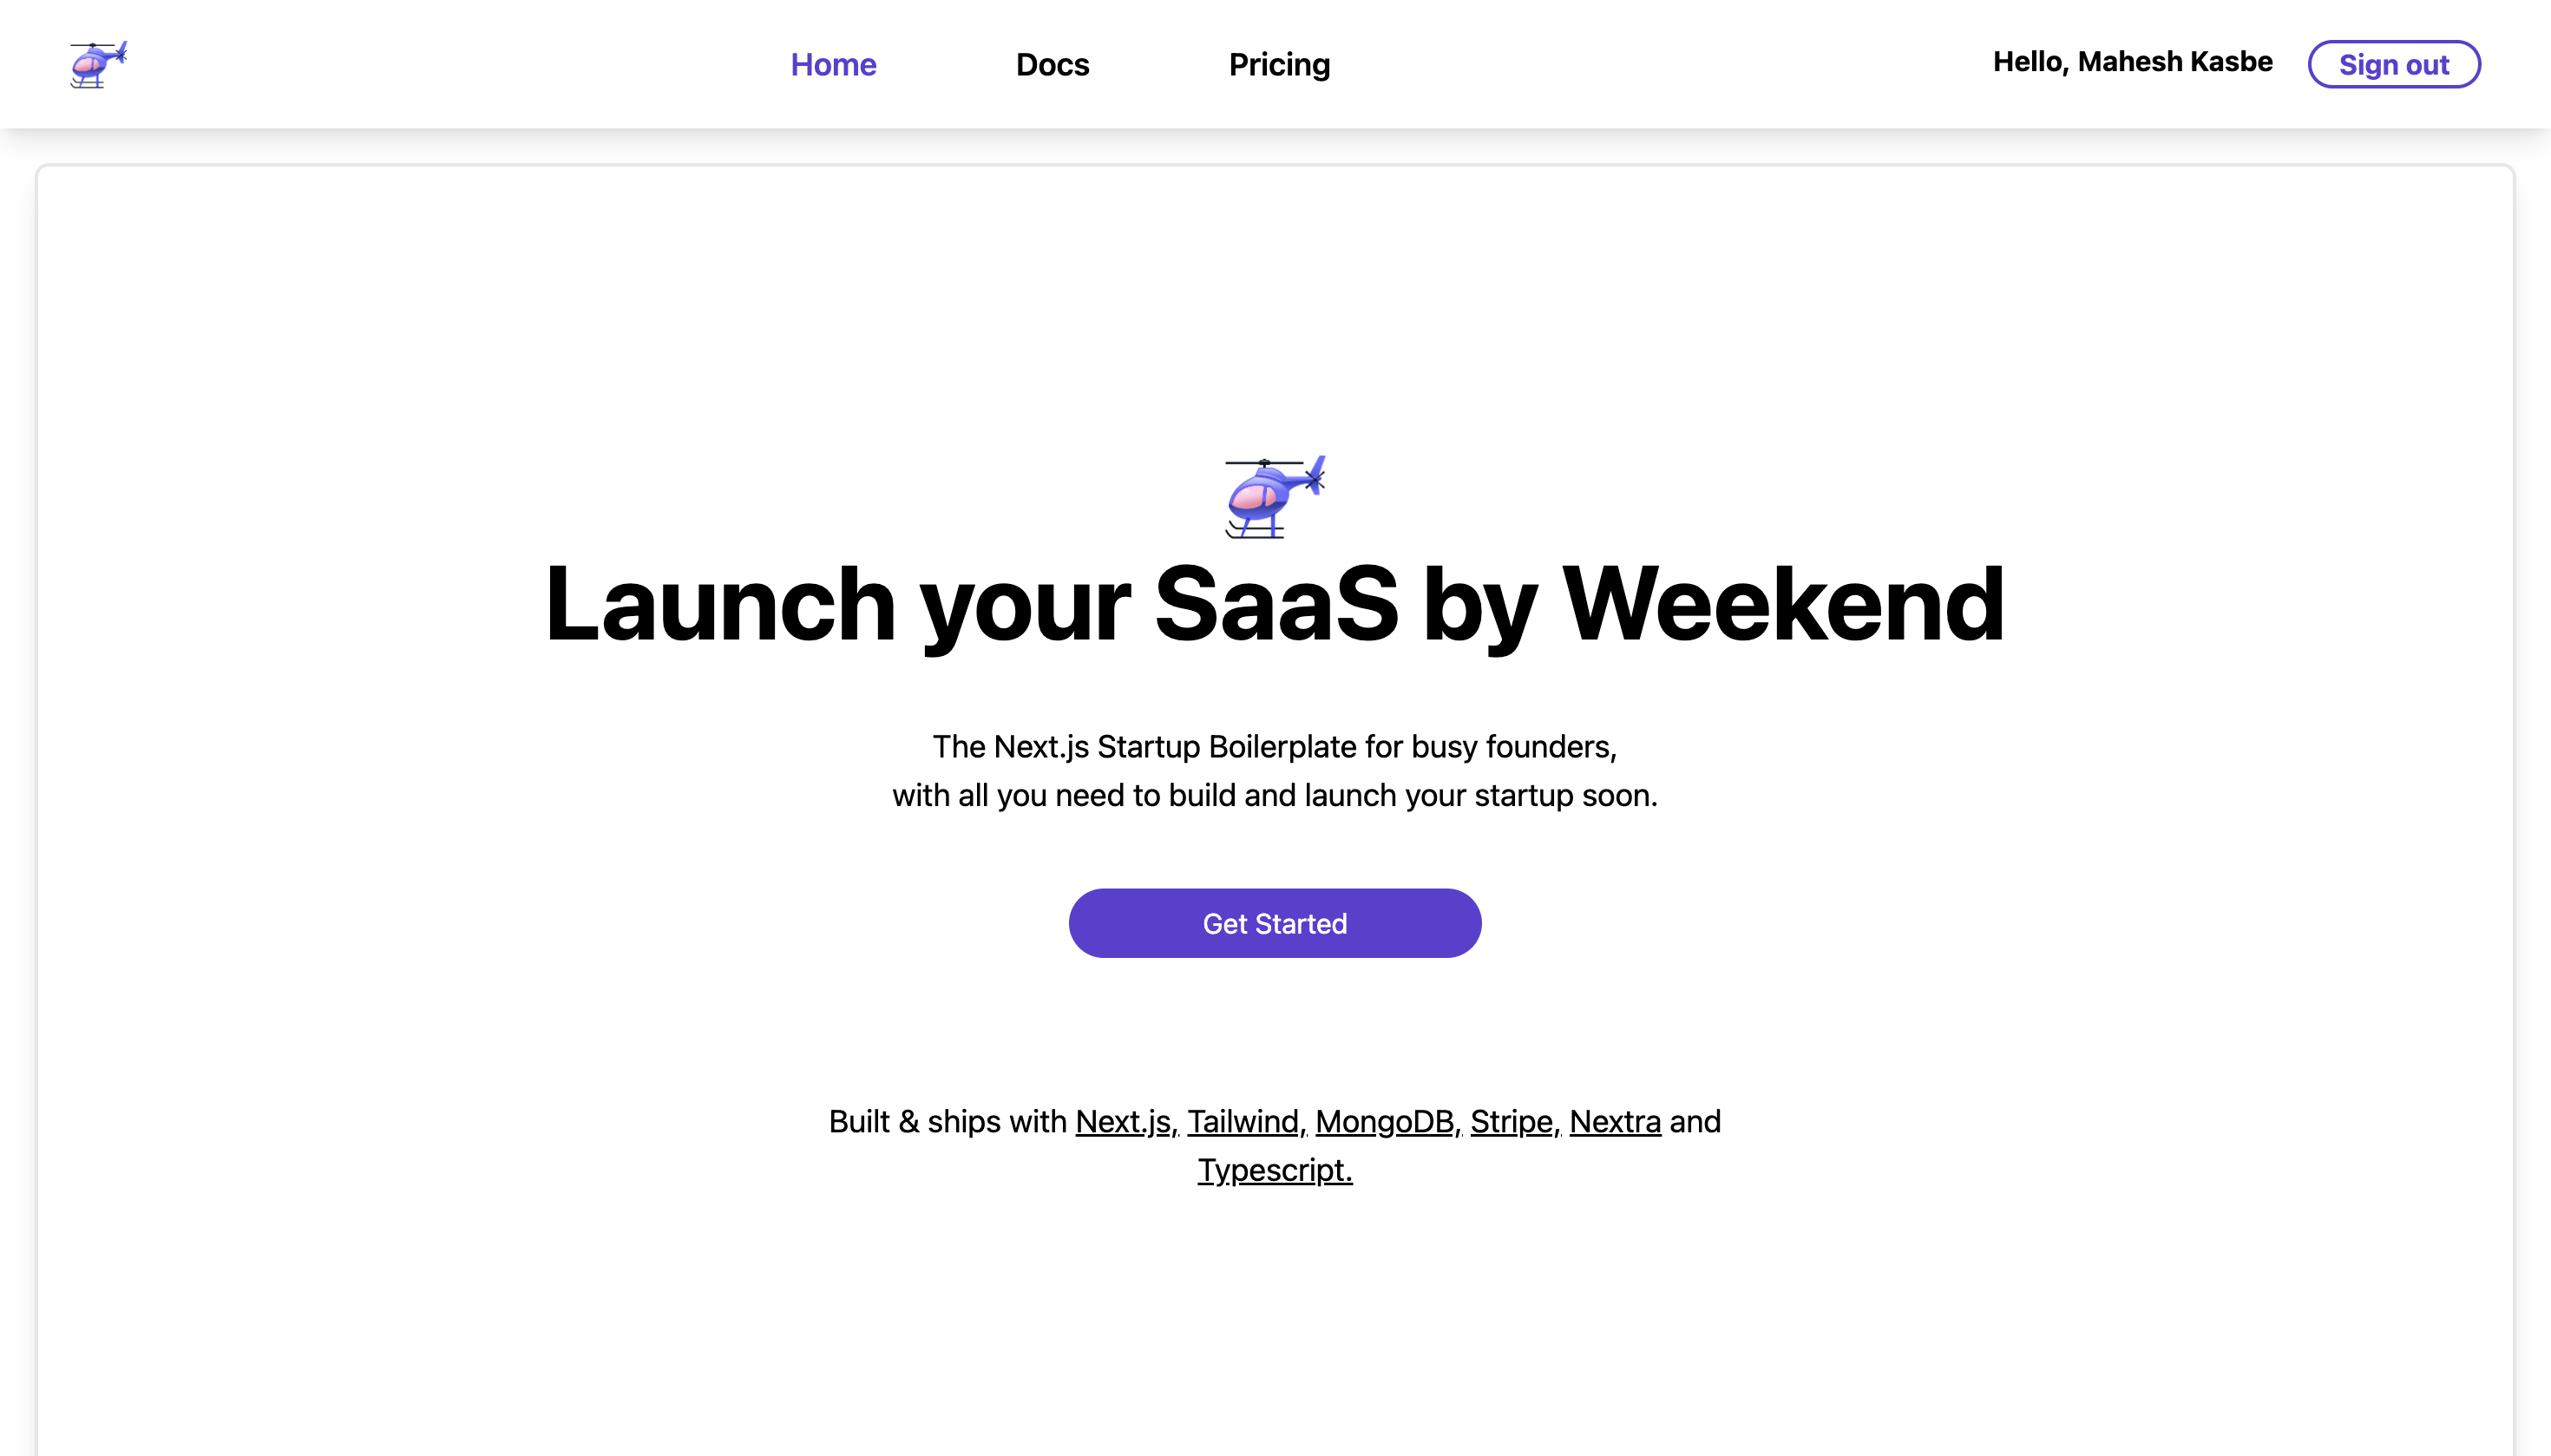 Home
Docs
Pricing
Hello, Mahesh Kasbe
Sign out
Launch your SaaS by Weekend
The Next.js Startup Boilerplate for busy founders,
with all you need to build and launch your startup soon.
Get Started
Built & ships with Next.js, Tailwind, MongoDB, Stripe, Nextra and
Typescript.